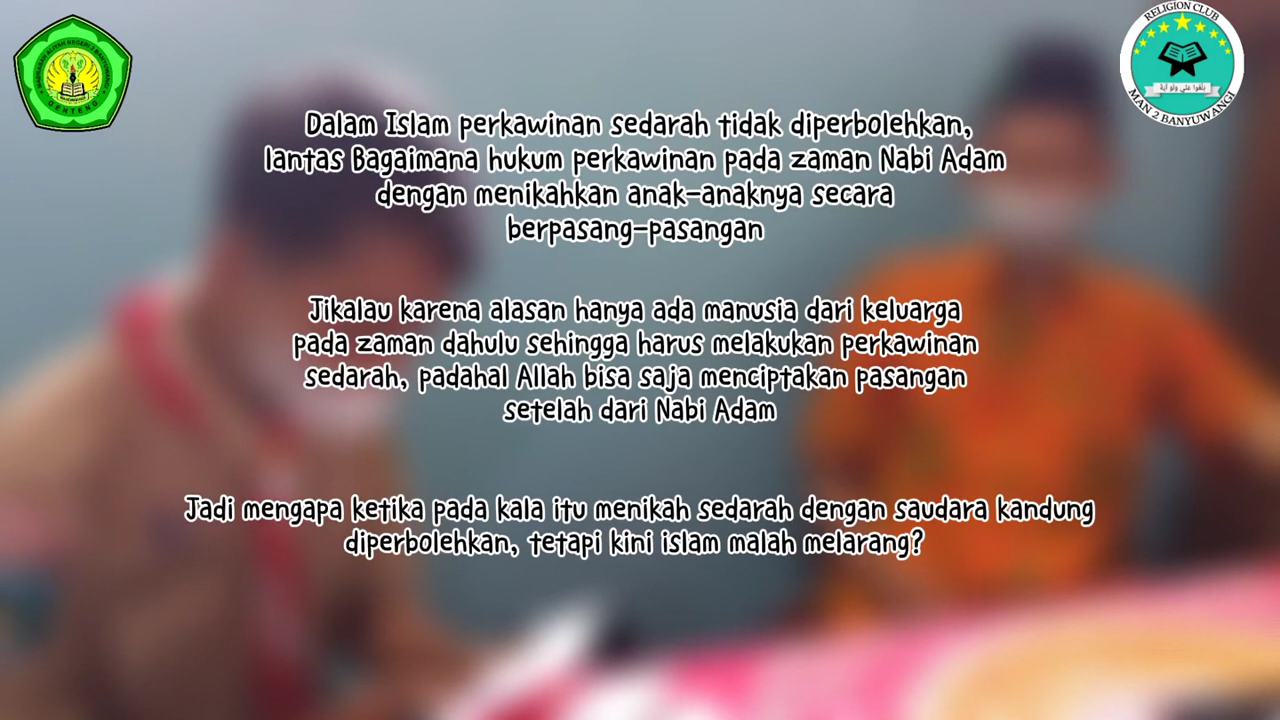 RELIGION CLUB
MAN 2 BANYUWANGI
GENTENG
Dalam Islam perkawinan sedarah tidak diperbolehkan,
lantas Bagaimana hukum perkawinan pada zaman Nabi Adam
dengan menikahkan anak-anaknya secara
berpasang-pasangan
Jikalau karena alasan hanya ada manusia dari keluarga
pada zaman dahulu sehingga harus melakukan perkawinan
sedarah, padahal Allah bisa saja menciptakan pasangan
setelah dari Nabi Adam
Jadi mengapa ketika pada kala itu menikah sedarah dengan saudara kandung
diperbolehkan, tetapi kini islam malah melarang?